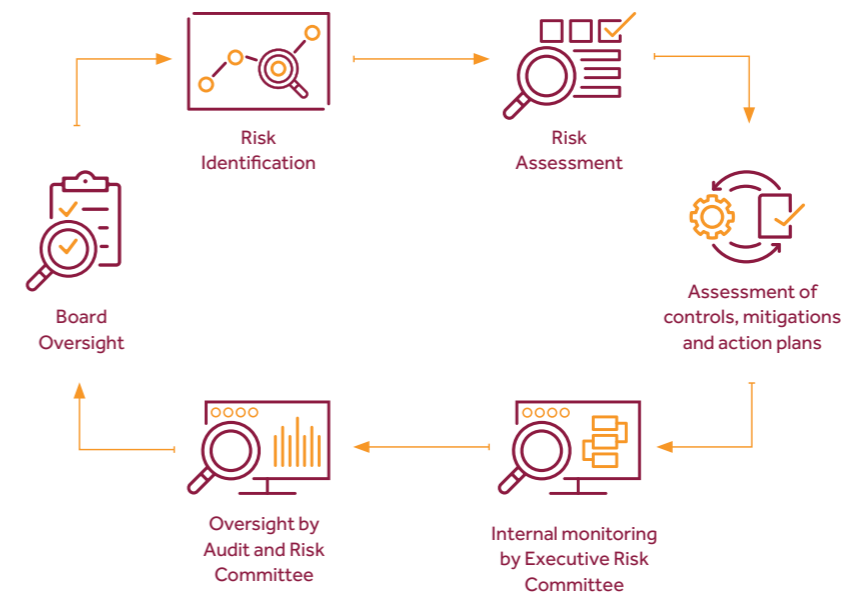 Risk
Identification
Risk
Assessment
Assessment of
controls, mitigations
and action plans
Internal monitoring
by Executive Risk
Committee
Oversight by
Audit and Risk
Committee
Board
Oversight